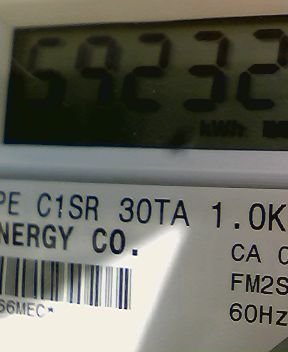 59232
kWh
PE C1SR 30TA 1.0K
NERGY CO.
CA
FM2S
66MEC*
60Hz